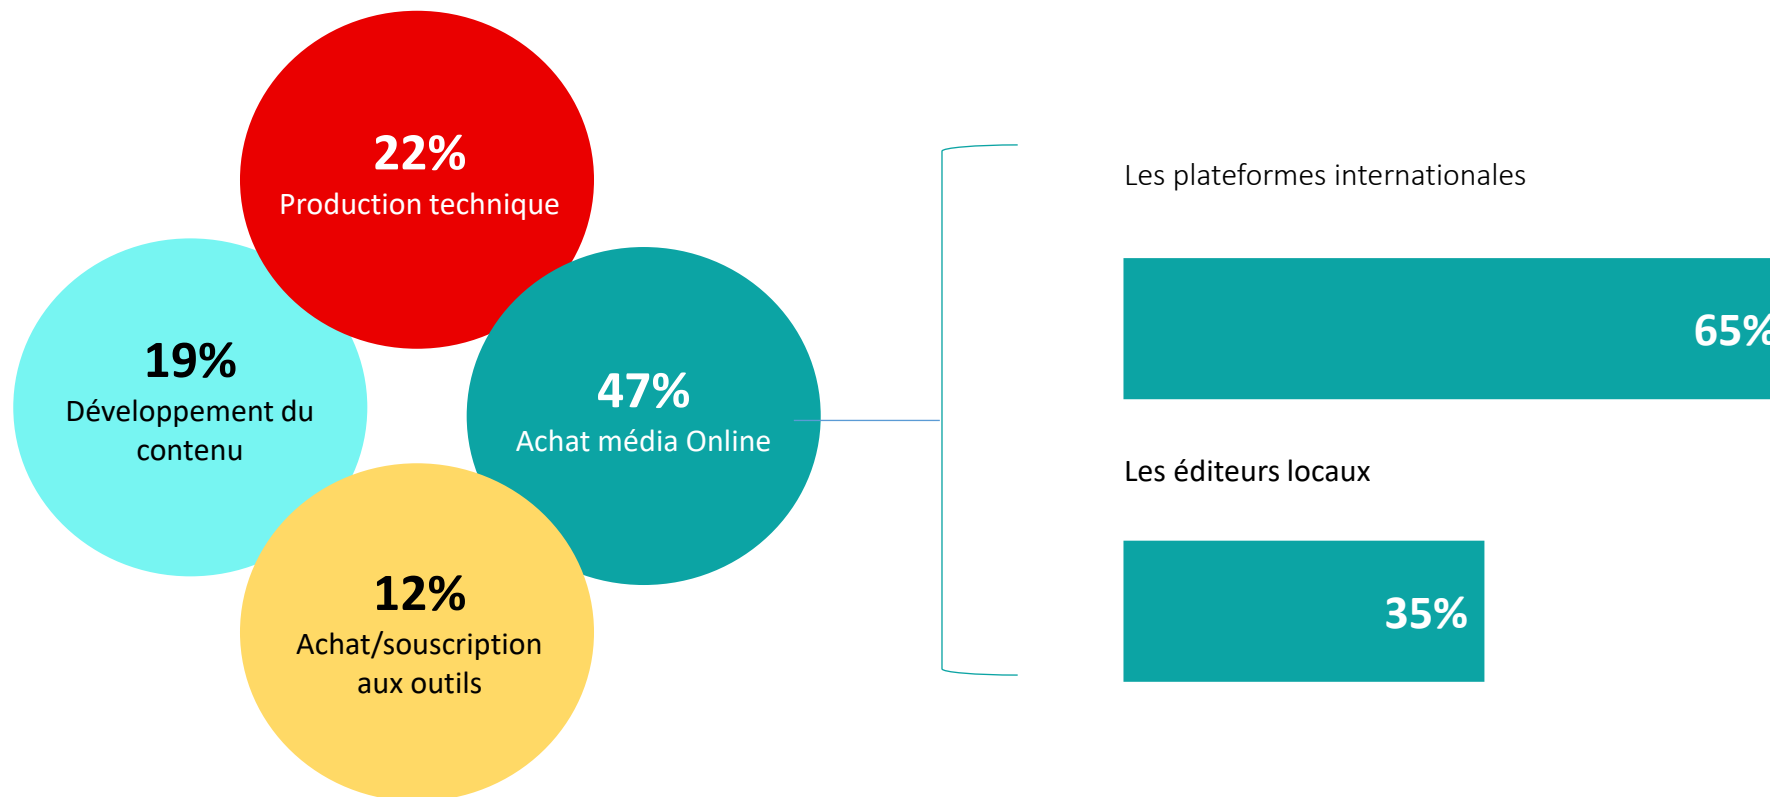 22%
Production technique
19%
Développement du
contenu
47%
Achat média Online
12%
Achat/souscription
aux outils
Les plateformes internationales
65%
Les éditeurs locaux
35%